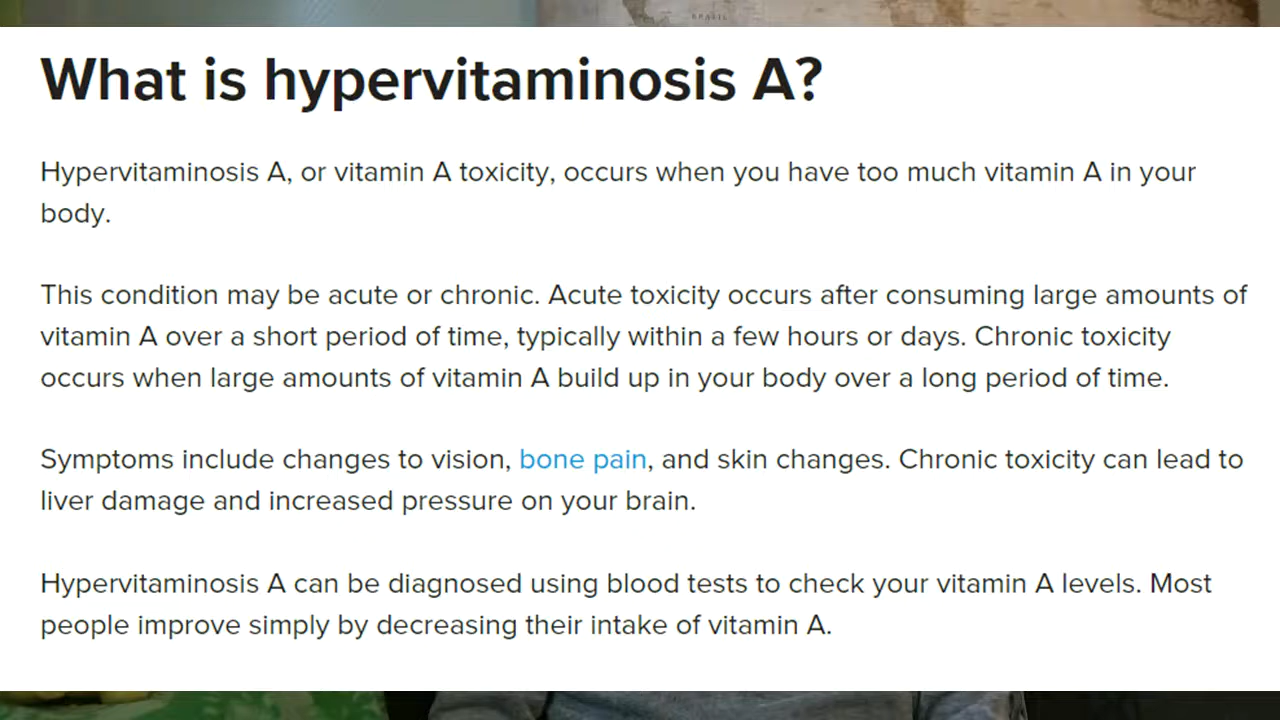 What is hypervitaminosis A?
Hypervitaminosis A, or vitamin A toxicity, occurs when you have too much vitamin A in your
body.
This condition may be acute or chronic. Acute toxicity occurs after consuming large amounts of
vitamin A over a short period of time, typically within a few hours or days. Chronic toxicity
occurs when large amounts of vitamin A build up in your body over a long period of time.
Symptoms include changes to vision, bone pain, and skin changes. Chronic toxicity can lead to
liver damage and increased pressure on your brain.
Hypervitaminosis A can be diagnosed using blood tests to check your vitamin A levels. Most
people improve simply by decreasing their intake of vitamin A.